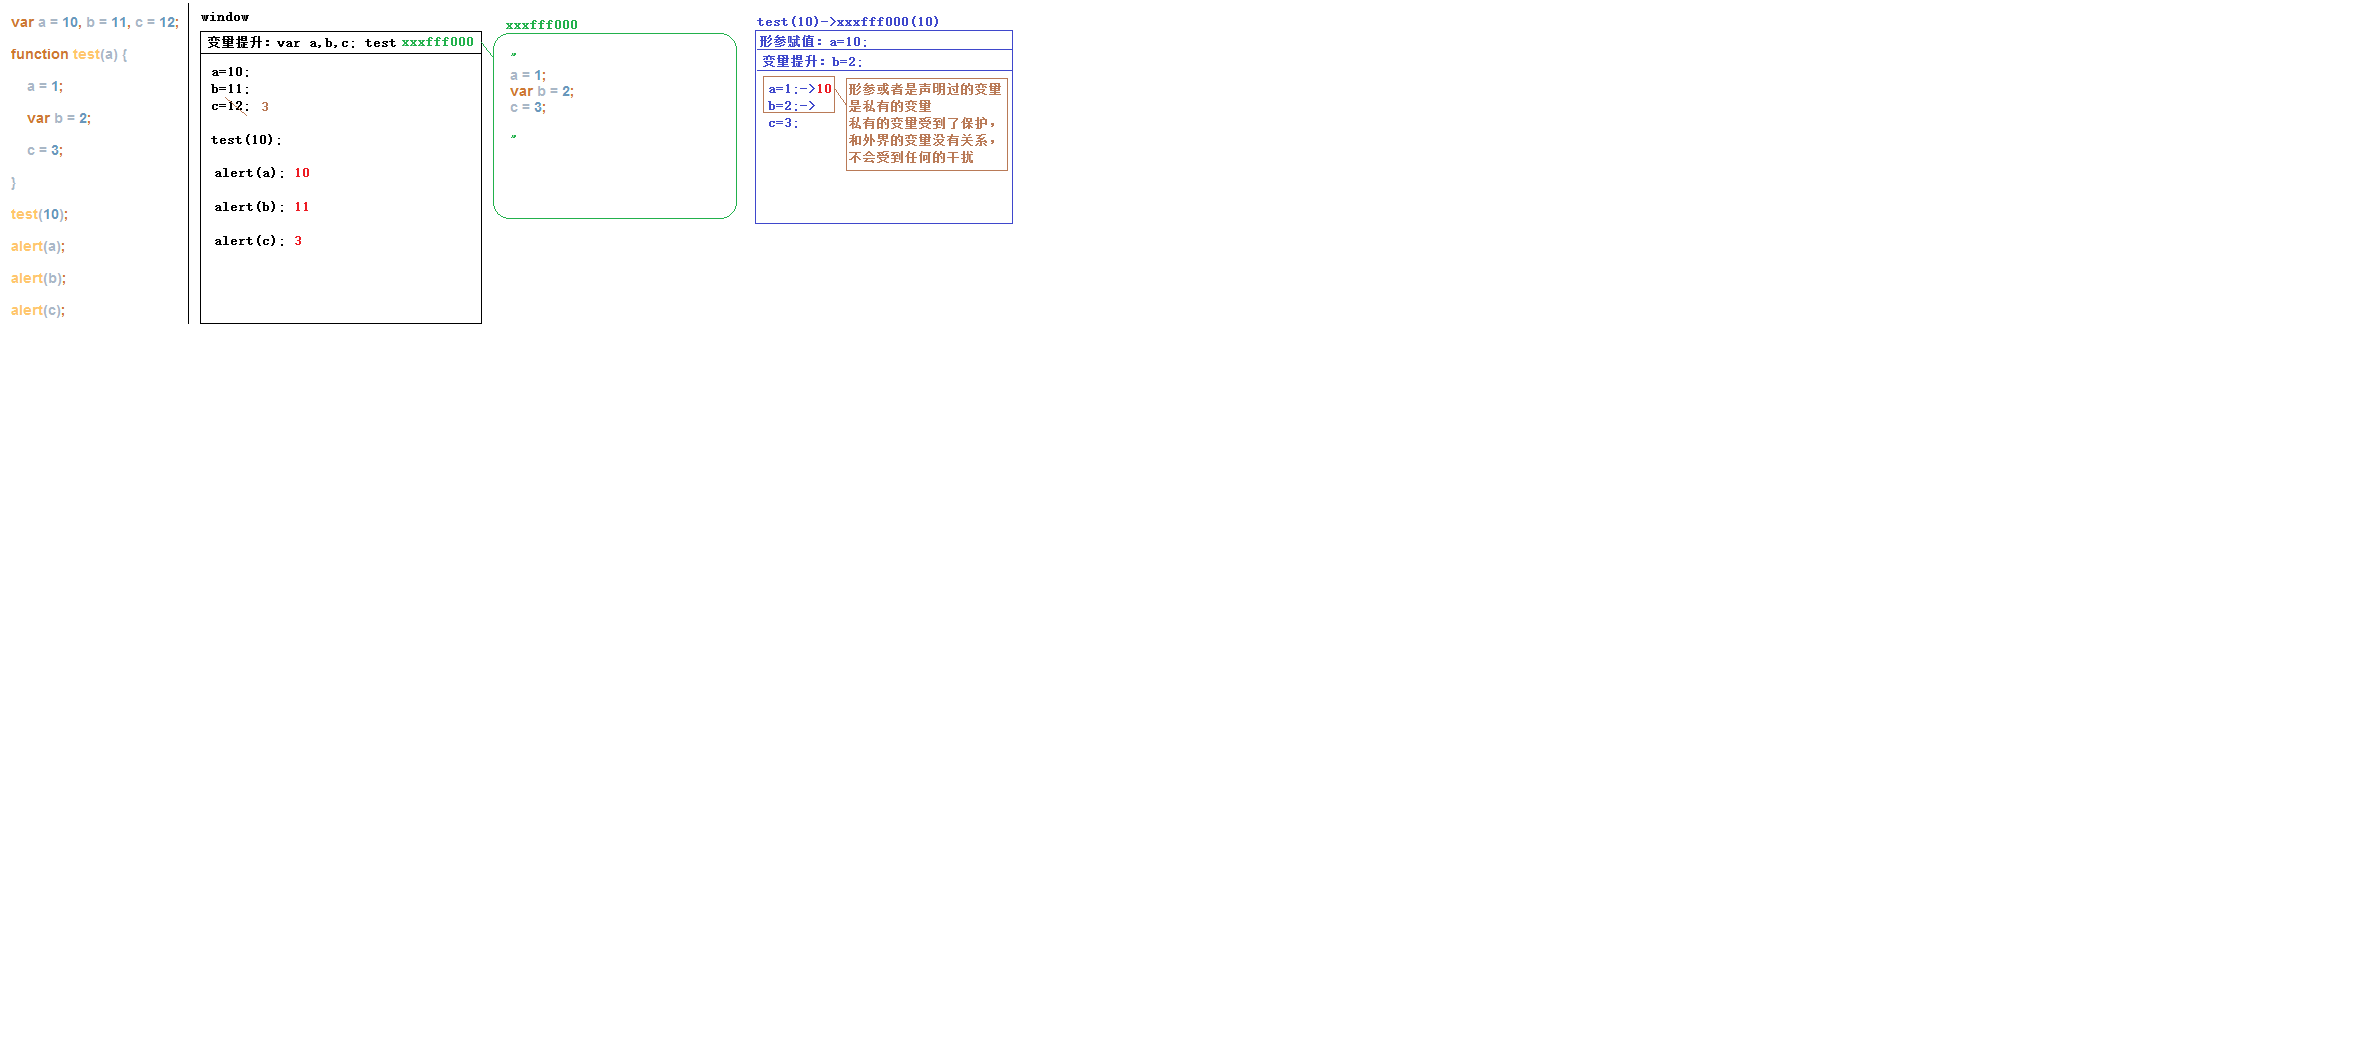 var a = 10, b = 11, c = 12;
function test(a) {
a = 1;
var b = 2;
c = 3;
}
test(10);
alert(a);
alert(b);
alert(c);
window
变量提升: var a,b,c; test xxxfff000
a=10;
b=11;
c=12; 3
test(10);
alert(a); 10
alert(b); 11
alert(c); 3
xxxfff000
"
a = 1;
var b = 2;
c = 3;
"
test(10)->xxxfff000(10)
形参赋值: a=10;
变量提升: b=2;
a=1;->10
b=2;->
c=3;
形参或者是声明过的变量
是私有的变量
私有的变量受到了保护,
和外界的变量没有关系,
不会受到任何的干扰